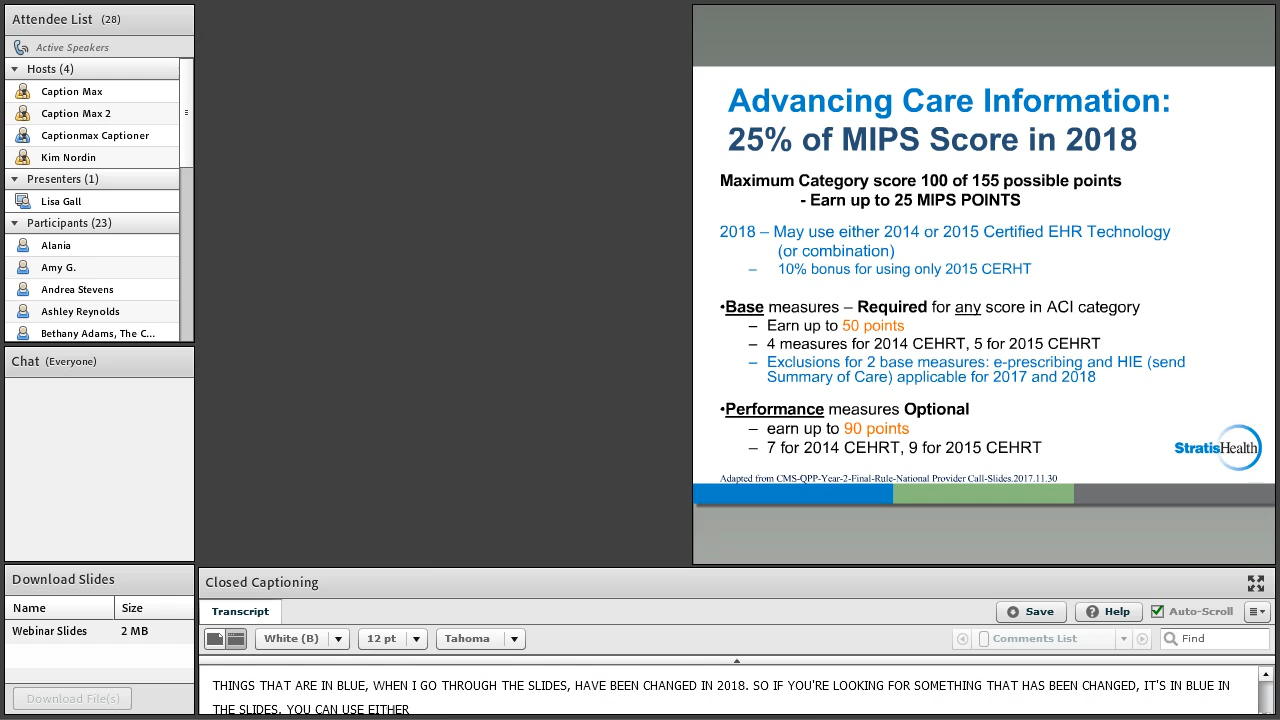 Attendee List (28)
Active Speakers
Hosts (4)
Caption Max
Caption Max 2
Captionmax Captioner
Kim Nordin
Presenters (1)
Lisa Gall
Participants (23)
Alania
Amy G.
Andrea Stevens
Ashley Reynolds
Bethany Adams, The C...
Chat (Everyone)
Download Slides
Name Size
Webinar Slides 2 MB
Download File(s)
Advancing Care Information:
25% of MIPS Score in 2018
Maximum Category score 100 of 155 possible points
- Earn up to 25 MIPS POINTS
2018 – May use either 2014 or 2015 Certified EHR Technology
(or combination)
– 10% bonus for using only 2015 CERHT
•Base measures – Required for any score in ACI category
– Earn up to 50 points
– 4 measures for 2014 CEHRT, 5 for 2015 CEHRT
– Exclusions for 2 base measures: e-prescribing and HIE (send
Summary of Care) applicable for 2017 and 2018
•Performance measures Optional
– earn up to 90 points
– 7 for 2014 CEHRT, 9 for 2015 CEHRT
StratisHealth
Adapted from CMS-QPP-Year-2-Final-Rule-National Provider Call-Slides.2017.11.30
Closed Captioning
Transcript Save Help Auto-Scroll
White (B) 12 pt Tahoma Comments List Find
THINGS THAT ARE IN BLUE, WHEN I GO THROUGH THE SLIDES, HAVE BEEN CHANGED IN 2018. SO IF YOU'RE LOOKING FOR SOMETHING THAT HAS BEEN CHANGED, IT'S IN BLUE IN
THE SLIDES. YOU CAN USE EITHER